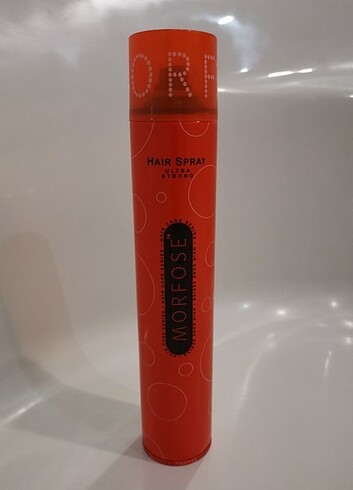 ORF
HAIR SPRAY
ULTRA
STRONG
MORFOSE